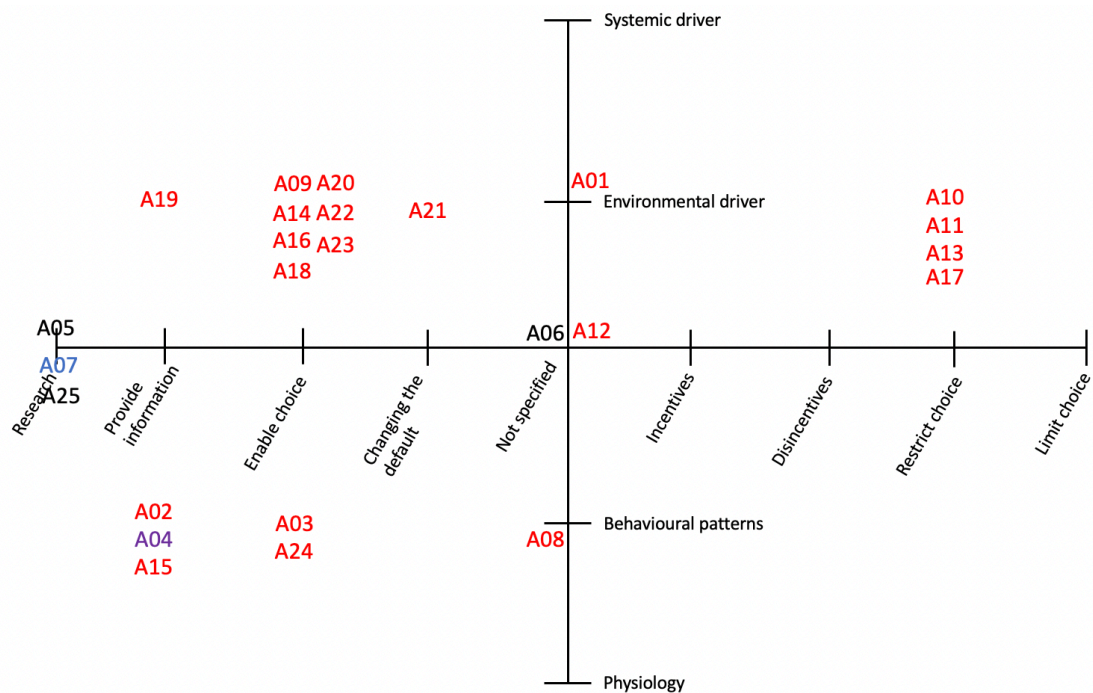 Systemic driver
A09 A20
A01
A19
Environmental driver
A10
A14 A22
A21
A11
A16 A23
A13
A18
A17
A05
A06
A12
A07
A25
Research
Provide
information
Enable choice
Changing the
default
Not specified
Incentives
Disincentives
Restrict choice
Limit choice
A02
A03
Behavioural patterns
A04
A08
A24
A15
Physiology